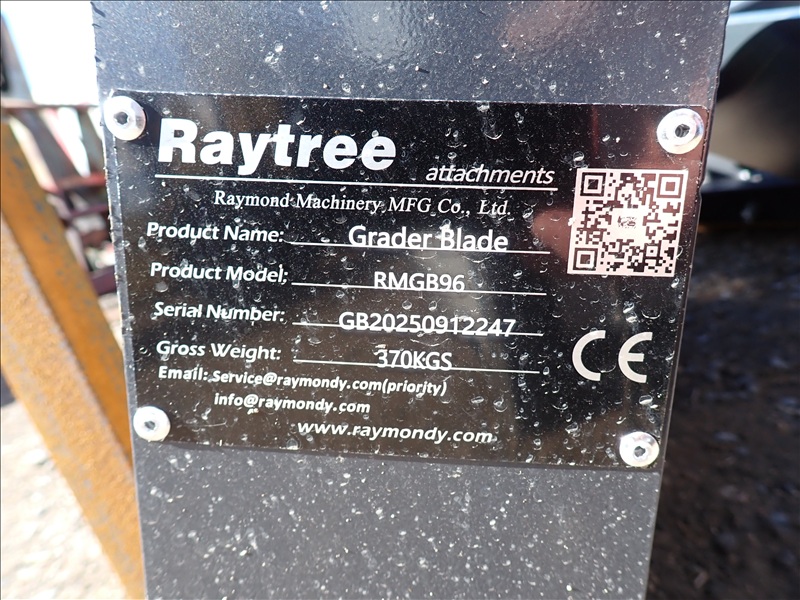 Raytree
attachments
Raymond Machinery MFG Co., Ltd.
Product Name: Grader Blade
Product Model: RMGB96
Serial Number: GB20250912247
Gross Weight: 370KGS
Email: Service@raymondy.com(priority)
info@raymondy.com
www.raymondy.com
CE